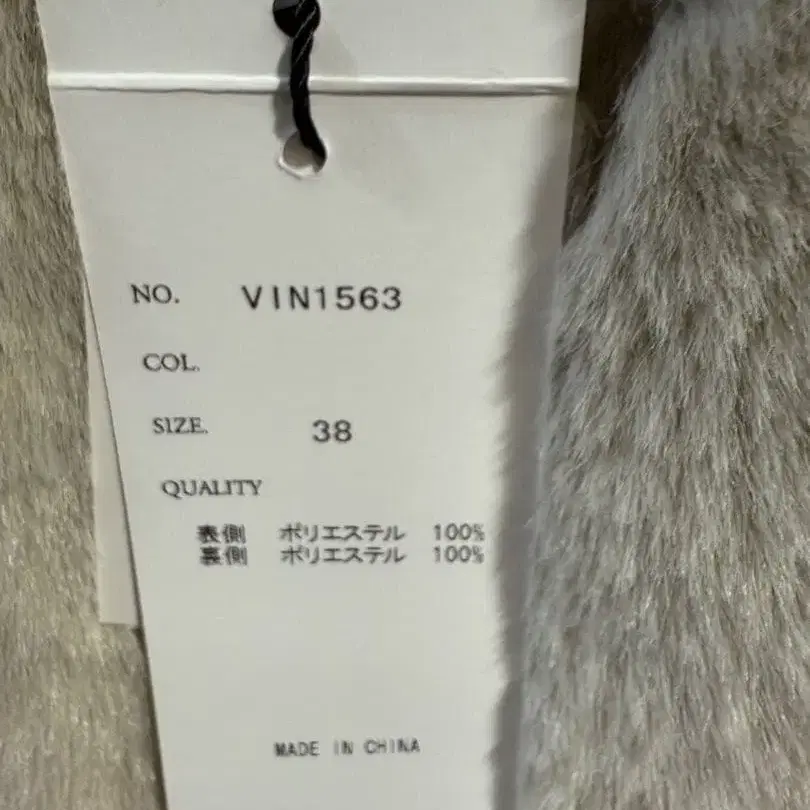 NO. VIN1563
COL.
SIZE. 38
QUALITY
表側 ポリエステル 100%
裏側 ポリエステル 100%
MADE IN CHINA